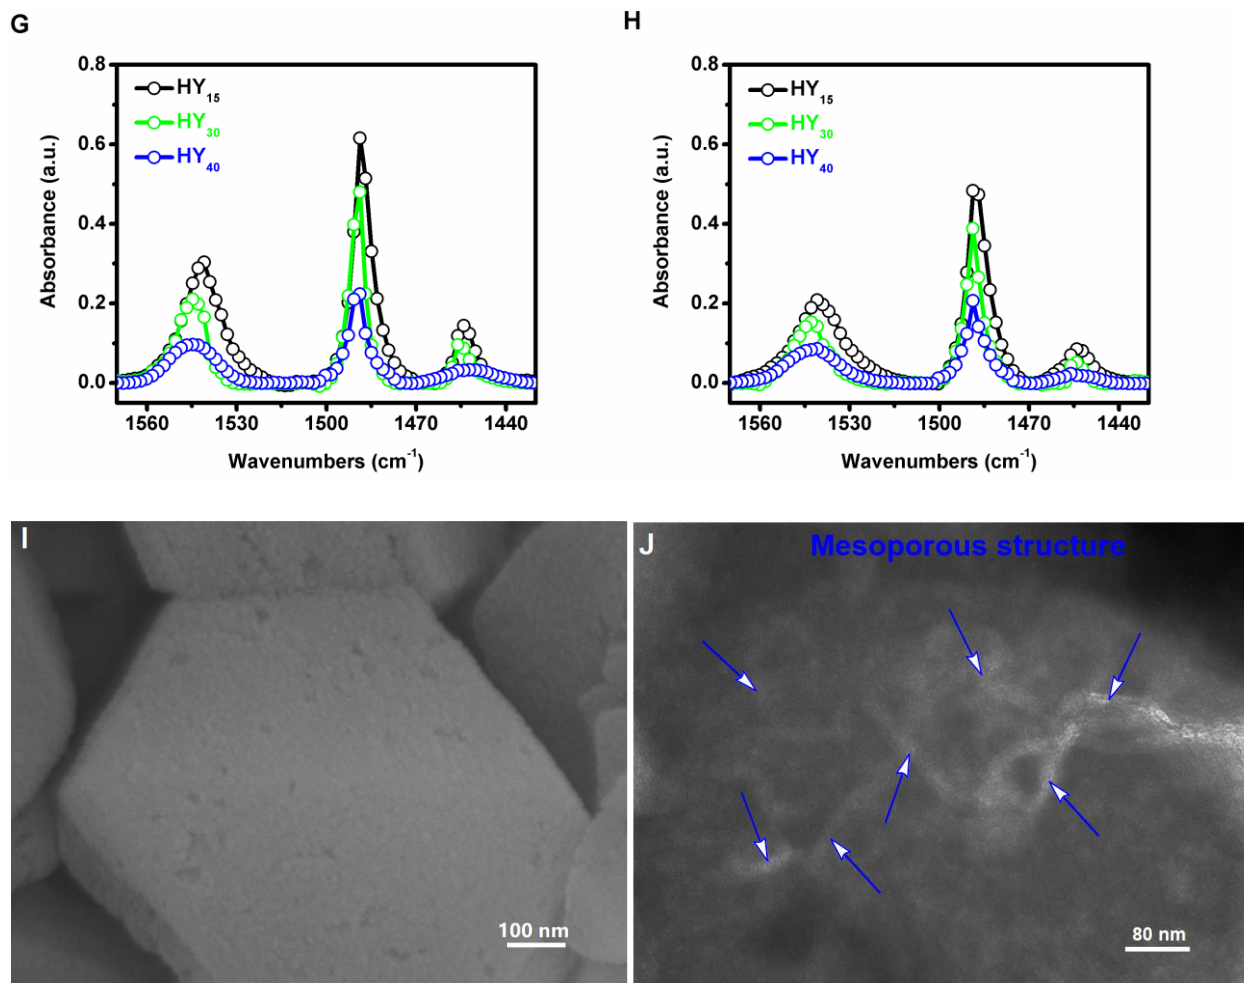 G
HY15
HY30
HY40
0.8
0.6
0.4
0.2
0.0
Absorbance (a.u.)
1560 1530 1500 1470 1440
Wavenumbers (cm-1)
H
HY15
HY30
HY40
0.8
0.6
0.4
0.2
0.0
Absorbance (a.u.)
1560 1530 1500 1470 1440
Wavenumbers (cm-1)
I
100 nm
J
Mesoporous structure
80 nm